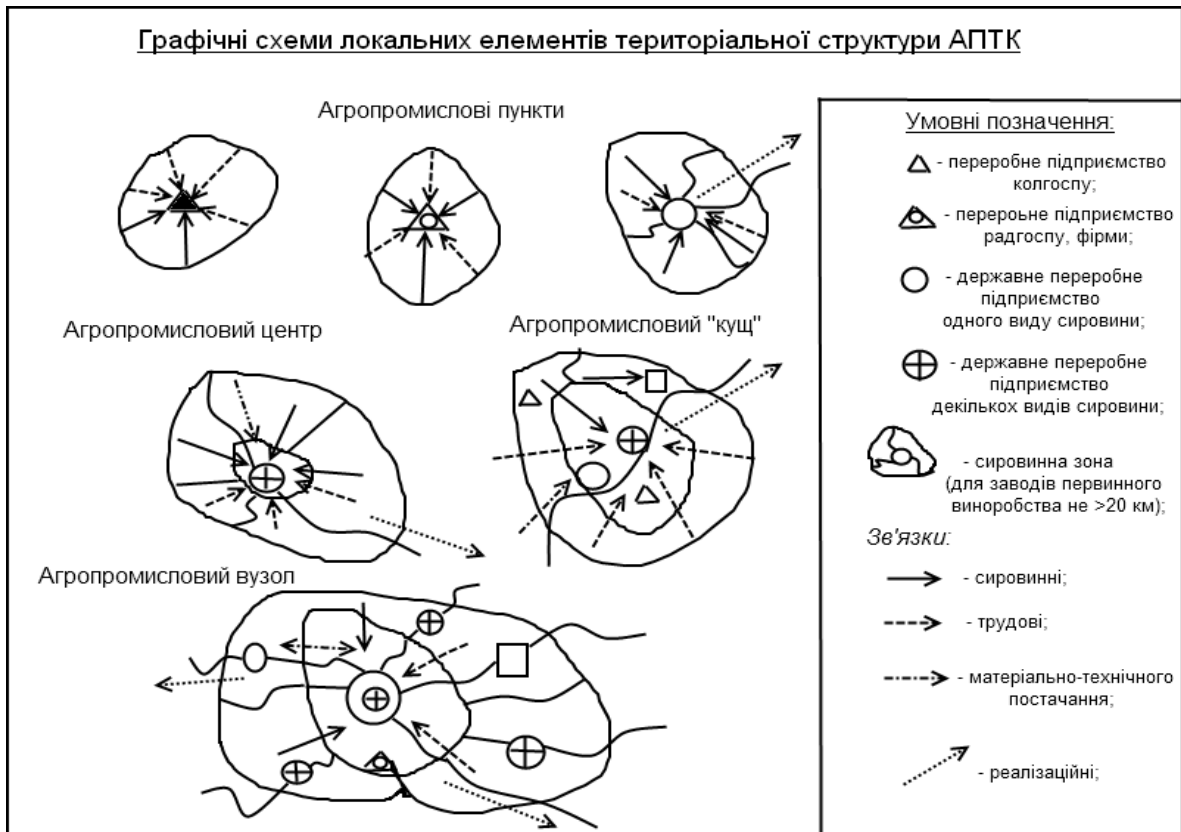 Графічні схеми локальних елементів територіальної структури АПТК
Агропромислові пункти
Агропромисловий центр
Агропромисловий "кущ"
Агропромисловий вузол
Умовні позначення:
- переробне підприємство
колгоспу;
- перероьне підприємство
радгоспу, фірми;
- державне переробне
підприємство
одного виду сировини;
- державне переробне
підприємство
декількох видів сировини;
- сировинна зона
(для заводів первинного
виноробства не >20 км);
Зв'язки:
- сировинні;
- трудові;
- матеріально-технічного
постачання;
- реалізаційні;